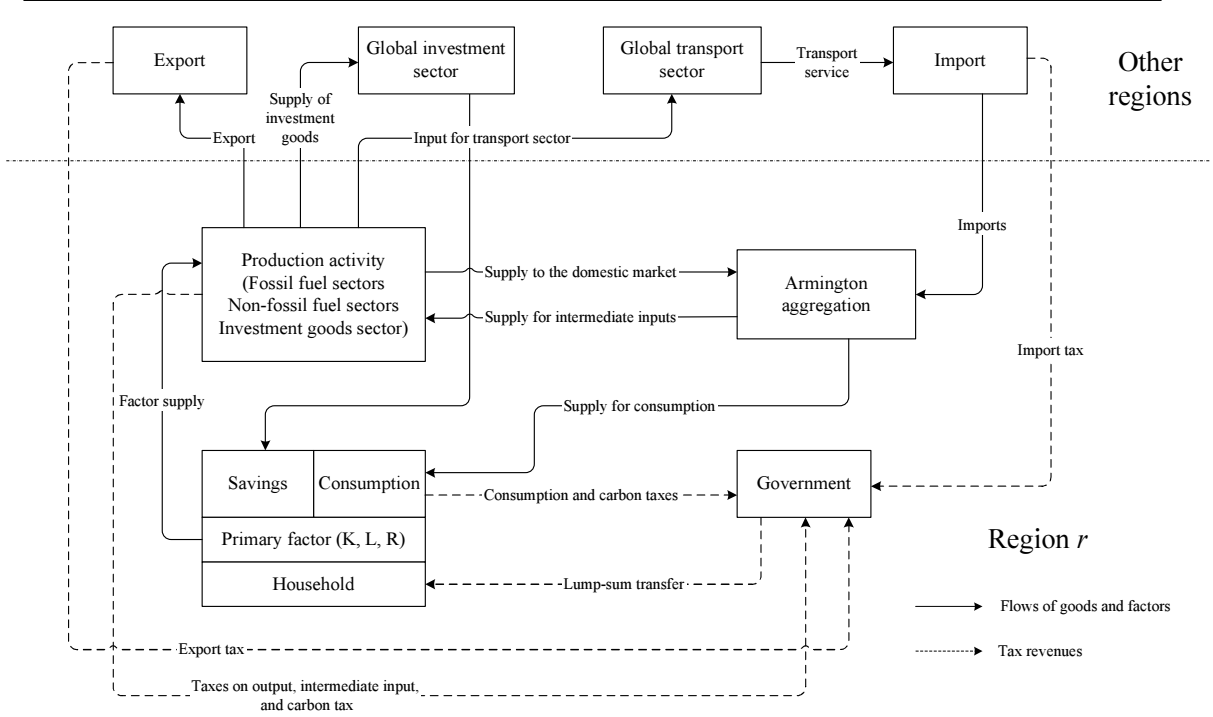 Export
Global investment
sector
Global transport
sector
Transport
service
Import
Other
regions
Supply of
investment
goods
Export
Input for transport sector
Imports
Production activity
(Fossil fuel sectors
Non-fossil fuel sectors
Investment goods sector)
Supply to the domestic market
Supply for intermediate inputs
Armington
aggregation
Import tax
Factor supply
Supply for consumption
Savings
Consumption
Consumption and carbon taxes
Government
Primary factor (K, L, R)
Region r
Household
Lump-sum transfer
Flows of goods and factors
Export tax
Tax revenues
Taxes on output, intermediate input,
and carbon tax